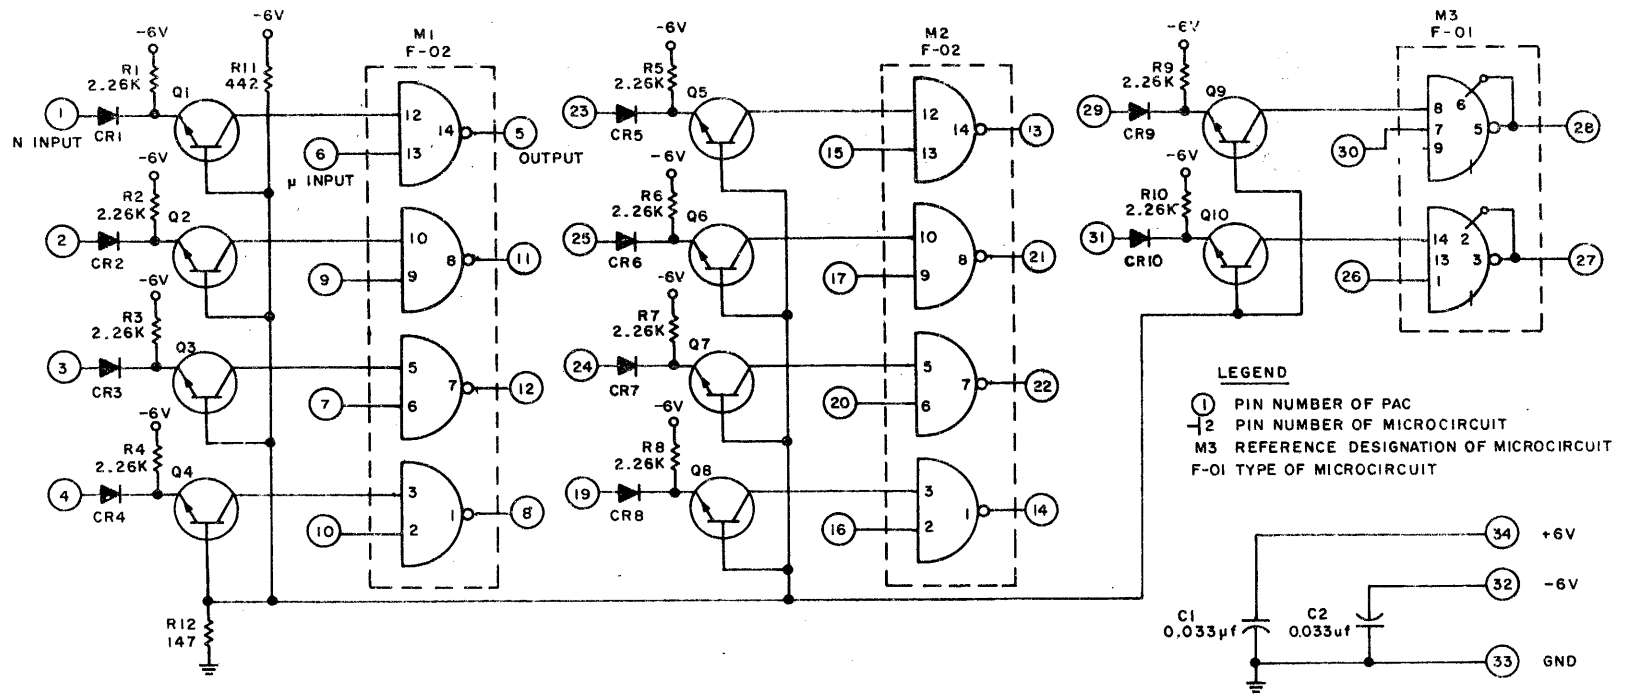 -6V
-6V
R1
2.26K
R11
442
Q1
1
N INPUT
CR1
M1
F-02
12
14
13
5
OUTPUT
6
μ INPUT
-6V
R2
2.26K
Q2
2
CR2
10
8
9
11
9
-6V
R3
2.26K
Q3
3
CR3
5
7
6
12
7
-6V
R4
2.26K
Q4
4
CR4
3
1
2
8
10
R12
147
-6V
R5
2.26K
Q5
23
CR5
M2
F-02
12
14
13
13
15
-6V
R6
2.26K
Q6
25
CR6
10
8
9
21
17
-6V
R7
2.26K
Q7
24
CR7
5
7
6
22
20
-6V
R8
2.26K
Q8
19
CR8
3
1
2
14
16
-6V
R9
2.26K
Q9
29
CR9
M3
F-01
8
6
7
5
9
1
28
30
-6V
R10
2.26K
Q10
31
CR10
14
2
13
3
1
1
27
26
LEGEND
1 PIN NUMBER OF PAC
2 PIN NUMBER OF MICROCIRCUIT
M3 REFERENCE DESIGNATION OF MICROCIRCUIT
F-01 TYPE OF MICROCIRCUIT
34 +6V
32 -6V
C1
0.033μf
C2
0.033uf
33 GND